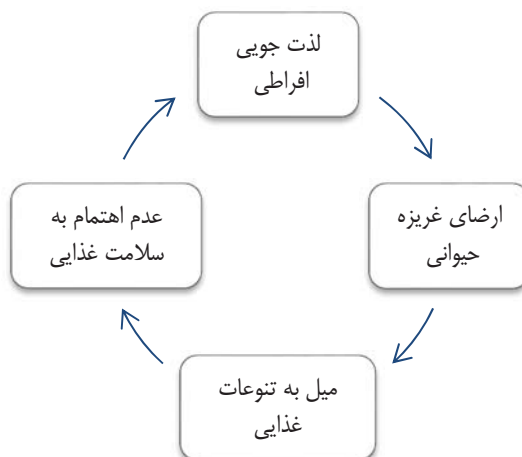 لذت جویی
افراطی
ارضای غریزه
حیوانی
میل به تنوعات
غذایی
عدم اهتمام به
سلامت غذایی